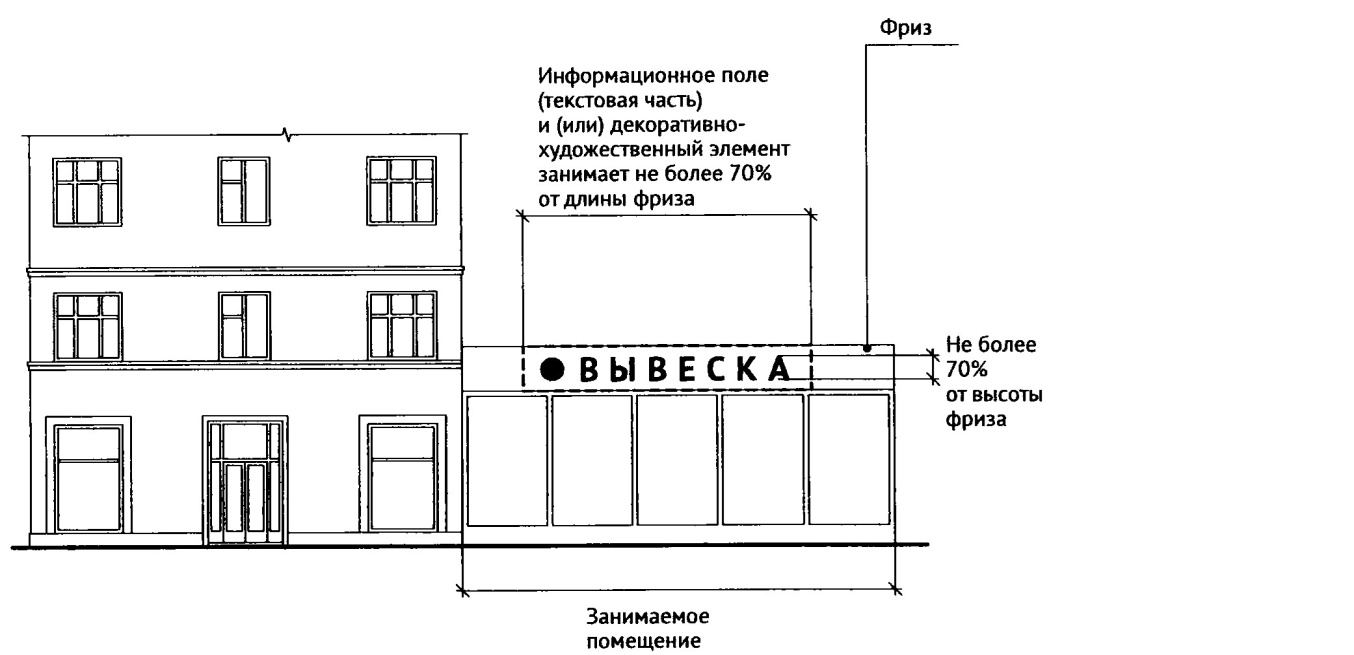 Фриз
Информационное поле
(текстовая часть)
и (или) декоративно-
художественный элемент
занимает не более 70%
от длины фриза
ВЫВЕСКА
Не более
70%
от высоты
фриза
Занимаемое
помещение